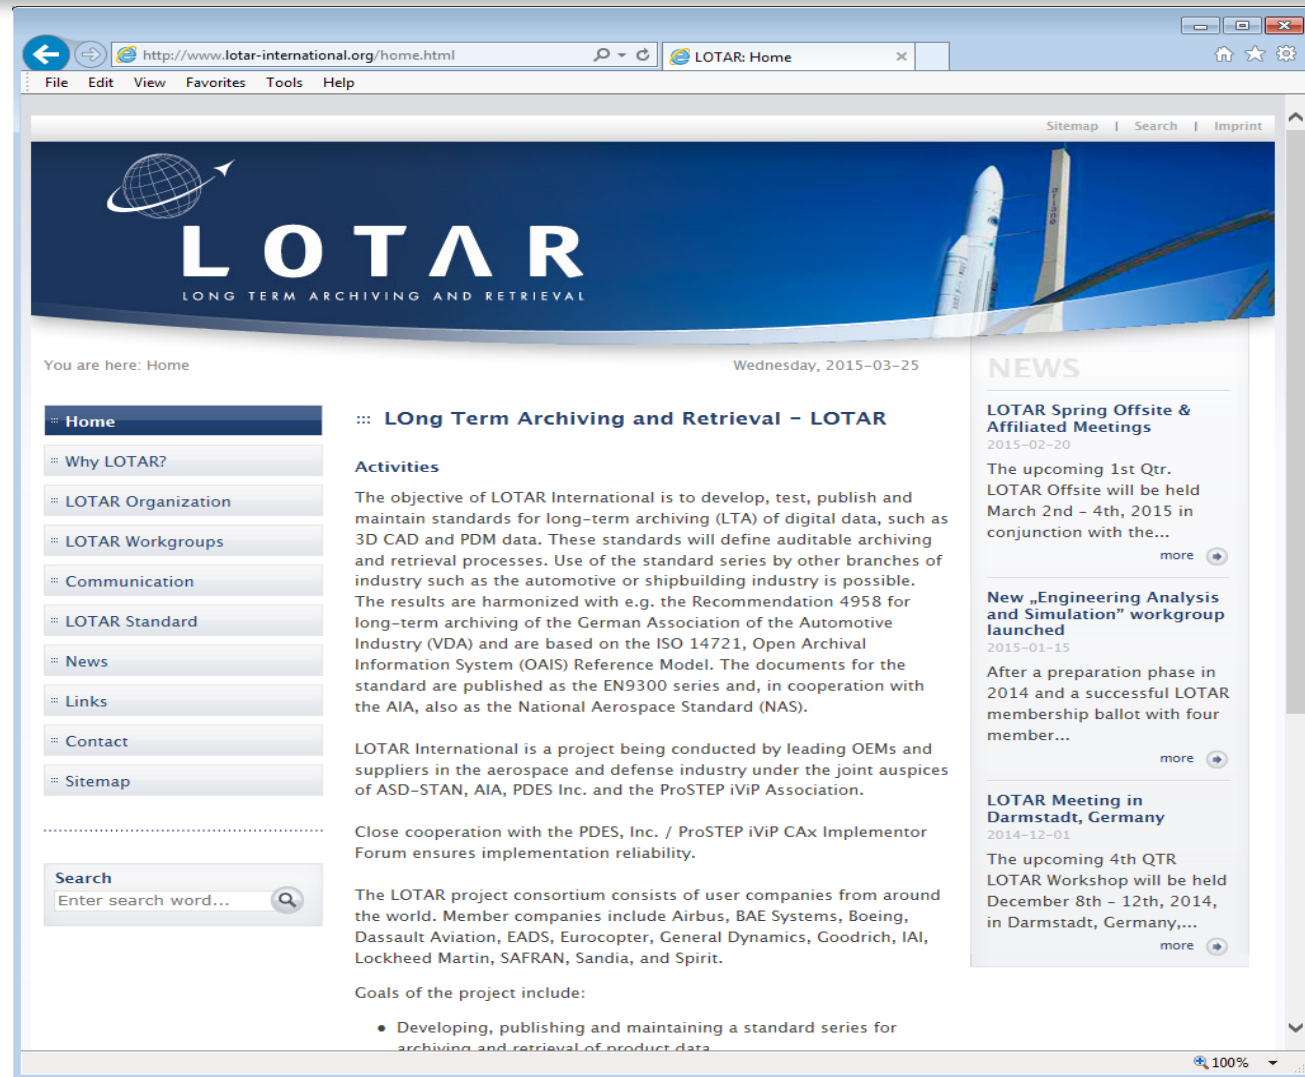 http://www.lotar-international.org/home.html
LOTAR: Home
File Edit View Favorites Tools Help
Sitemap | Search | Imprint
LOTAR
LONG TERM ARCHIVING AND RETRIEVAL
ariane
You are here: Home
Wednesday, 2015-03-25
Home
Why LOTAR?
LOTAR Organization
LOTAR Workgroups
Communication
LOTAR Standard
News
Links
Contact
Sitemap
Search
Enter search word...
LOng Term Archiving and Retrieval - LOTAR
Activities
The objective of LOTAR International is to develop, test, publish and
maintain standards for long-term archiving (LTA) of digital data, such as
3D CAD and PDM data. These standards will define auditable archiving
and retrieval processes. Use of the standard series by other branches of
industry such as the automotive or shipbuilding industry is possible.
The results are harmonized with e.g. the Recommendation 4958 for
long-term archiving of the German Association of the Automotive
Industry (VDA) and are based on the ISO 14721, Open Archival
Information System (OAIS) Reference Model. The documents for the
standard are published as the EN9300 series and, in cooperation with
the AIA, also as the National Aerospace Standard (NAS).
LOTAR International is a project being conducted by leading OEMs and
suppliers in the aerospace and defense industry under the joint auspices
of ASD-STAN, AIA, PDES Inc. and the ProSTEP iViP Association.
Close cooperation with the PDES, Inc. / ProSTEP iViP CAx Implementor
Forum ensures implementation reliability.
The LOTAR project consortium consists of user companies from around
the world. Member companies include Airbus, BAE Systems, Boeing,
Dassault Aviation, EADS, Eurocopter, General Dynamics, Goodrich, IAI,
Lockheed Martin, SAFRAN, Sandia, and Spirit.
Goals of the project include:
• Developing, publishing and maintaining a standard series for
archiving and retrieval of product data
NEWS
LOTAR Spring Offsite &
Affiliated Meetings
2015-02-20
The upcoming 1st Qtr.
LOTAR Offsite will be held
March 2nd - 4th, 2015 in
conjunction with the...
more
New „Engineering Analysis
and Simulation” workgroup
launched
2015-01-15
After a preparation phase in
2014 and a successful LOTAR
membership ballot with four
member...
more
LOTAR Meeting in
Darmstadt, Germany
2014-12-01
The upcoming 4th QTR
LOTAR Workshop will be held
December 8th - 12th, 2014,
in Darmstadt, Germany,...
more
100%